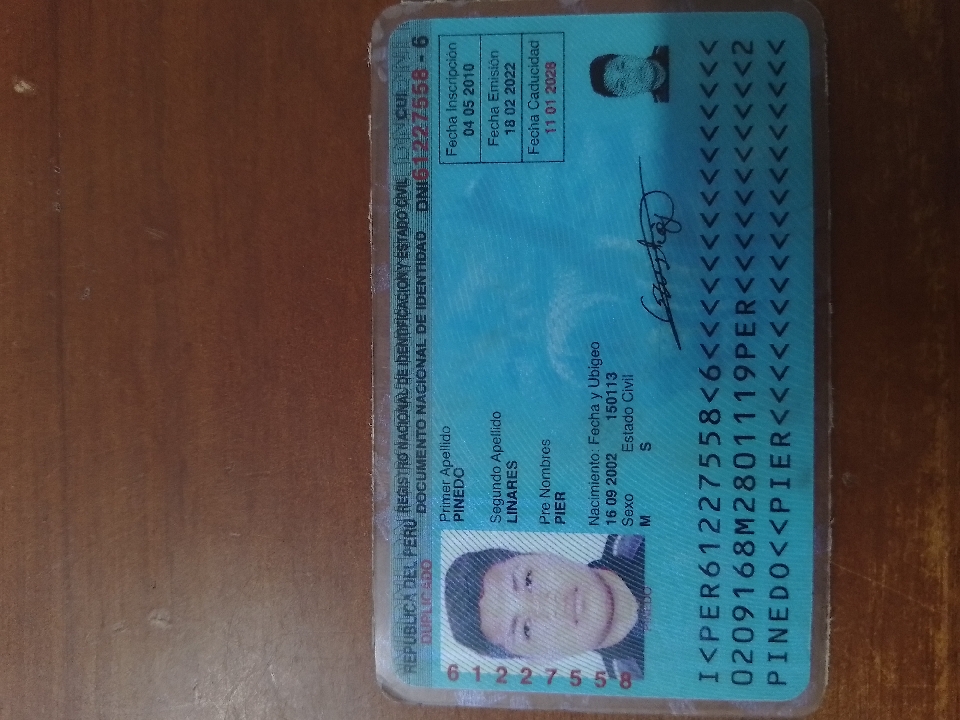 REPUBLICA DEL PERÚ REGISTRO NACIONAL DE IDENTIFICACION Y ESTADO CIVIL CUI
DUPLICADO DOCUMENTO NACIONAL DE IDENTIDAD DNI 61227558 - 6
Primer Apellido
PINEDO
Segundo Apellido
LINARES
Pre Nombres
PIER
Nacimiento: Fecha y Ubigeo
16 09 2002 150113
Sexo Estado Civil
M S
Fecha Inscripción
04 05 2010
Fecha Emisión
18 02 2022
Fecha Caducidad
11 01 2028
61227558
I<PER61227558<6<<<<<<<<<<<<<<<
0209168M2801119PER<<<<<<<<<<<2
PINEDO<<PIER<<<<<<<<<<<<<<<<<<